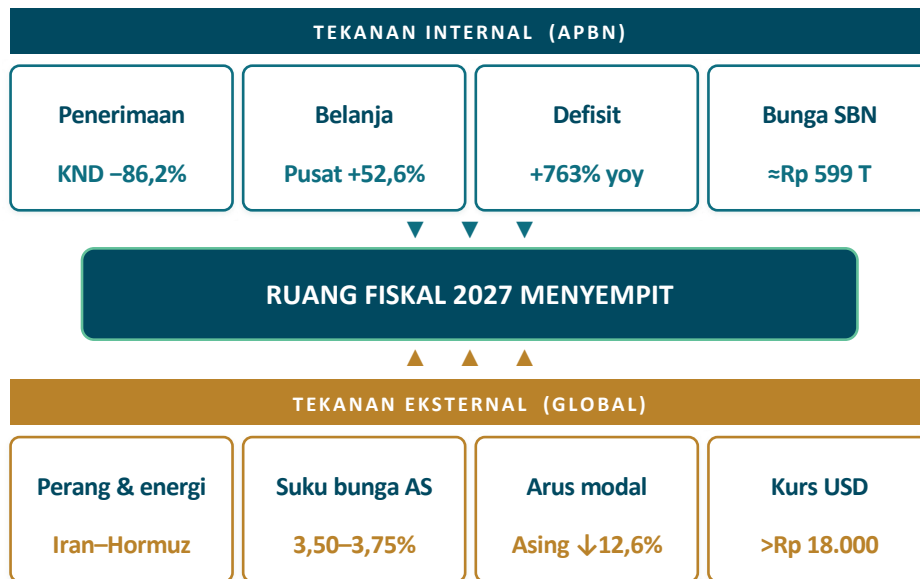 TEKANAN INTERNAL (APBN)
Penerimaan
KND −86,2%
Belanja
Pusat +52,6%
Defisit
+763% yoy
Bunga SBN
≈Rp 599 T
RUANG FISKAL 2027 MENYEMPIT
TEKANAN EKSTERNAL (GLOBAL)
Perang & energi
Iran–Hormuz
Suku bunga AS
3,50–3,75%
Arus modal
Asing ↓12,6%
Kurs USD
>Rp 18.000